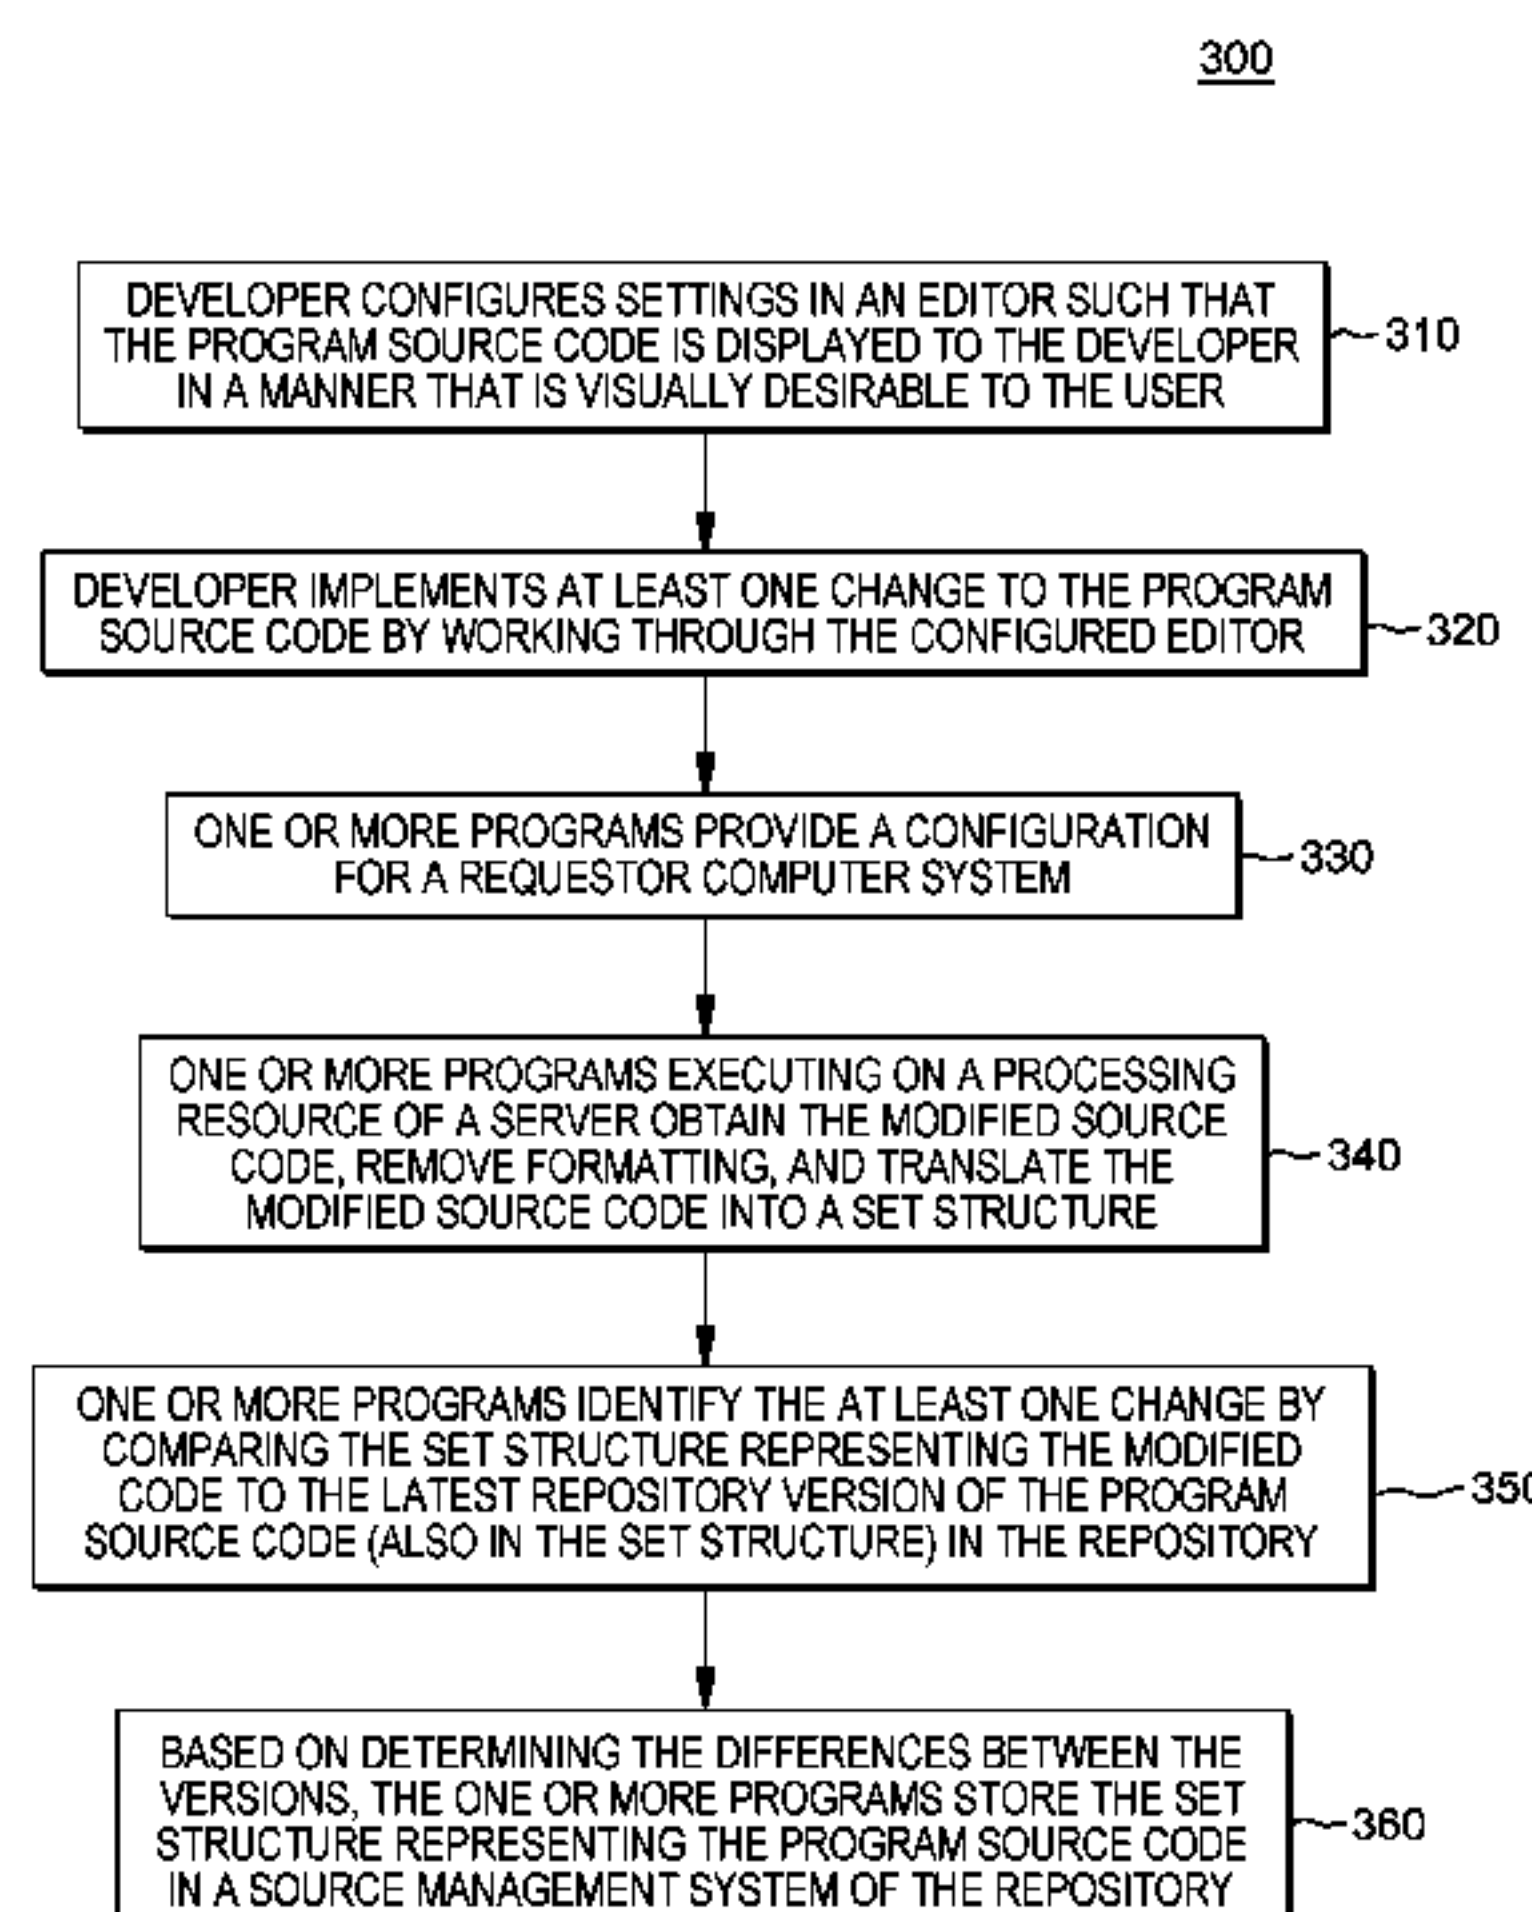 300
DEVELOPER CONFIGURES SETTINGS IN AN EDITOR SUCH THAT
THE PROGRAM SOURCE CODE IS DISPLAYED TO THE DEVELOPER
IN A MANNER THAT IS VISUALLY DESIRABLE TO THE USER
310
DEVELOPER IMPLEMENTS AT LEAST ONE CHANGE TO THE PROGRAM
SOURCE CODE BY WORKING THROUGH THE CONFIGURED EDITOR
320
ONE OR MORE PROGRAMS PROVIDE A CONFIGURATION
FOR A REQUESTOR COMPUTER SYSTEM
330
ONE OR MORE PROGRAMS EXECUTING ON A PROCESSING
RESOURCE OF A SERVER OBTAIN THE MODIFIED SOURCE
CODE, REMOVE FORMATTING, AND TRANSLATE THE
MODIFIED SOURCE CODE INTO A SET STRUCTURE
340
ONE OR MORE PROGRAMS IDENTIFY THE AT LEAST ONE CHANGE BY
COMPARING THE SET STRUCTURE REPRESENTING THE MODIFIED
CODE TO THE LATEST REPOSITORY VERSION OF THE PROGRAM
SOURCE CODE (ALSO IN THE SET STRUCTURE) IN THE REPOSITORY
350
BASED ON DETERMINING THE DIFFERENCES BETWEEN THE
VERSIONS, THE ONE OR MORE PROGRAMS STORE THE SET
STRUCTURE REPRESENTING THE PROGRAM SOURCE CODE
IN A SOURCE MANAGEMENT SYSTEM OF THE REPOSITORY
360